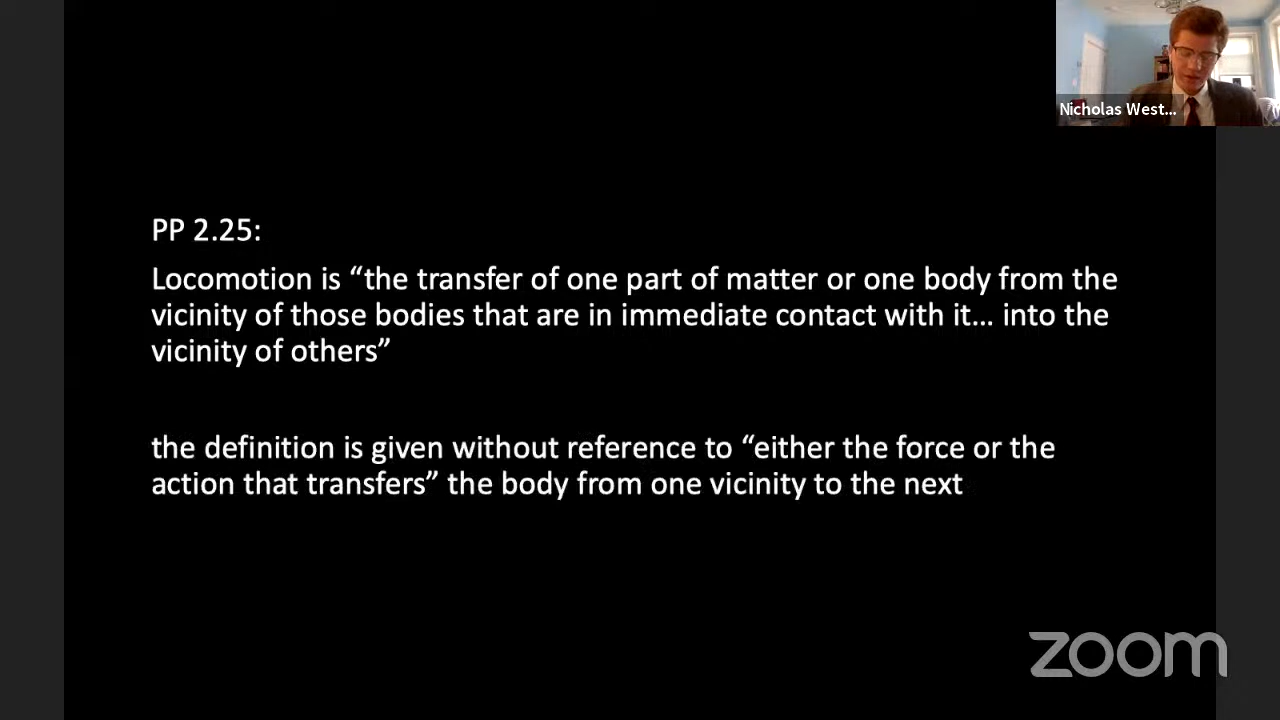 Nicholas West...
PP 2.25:
Locomotion is “the transfer of one part of matter or one body from the
vicinity of those bodies that are in immediate contact with it... into the
vicinity of others”
the definition is given without reference to “either the force or the
action that transfers” the body from one vicinity to the next
zoom